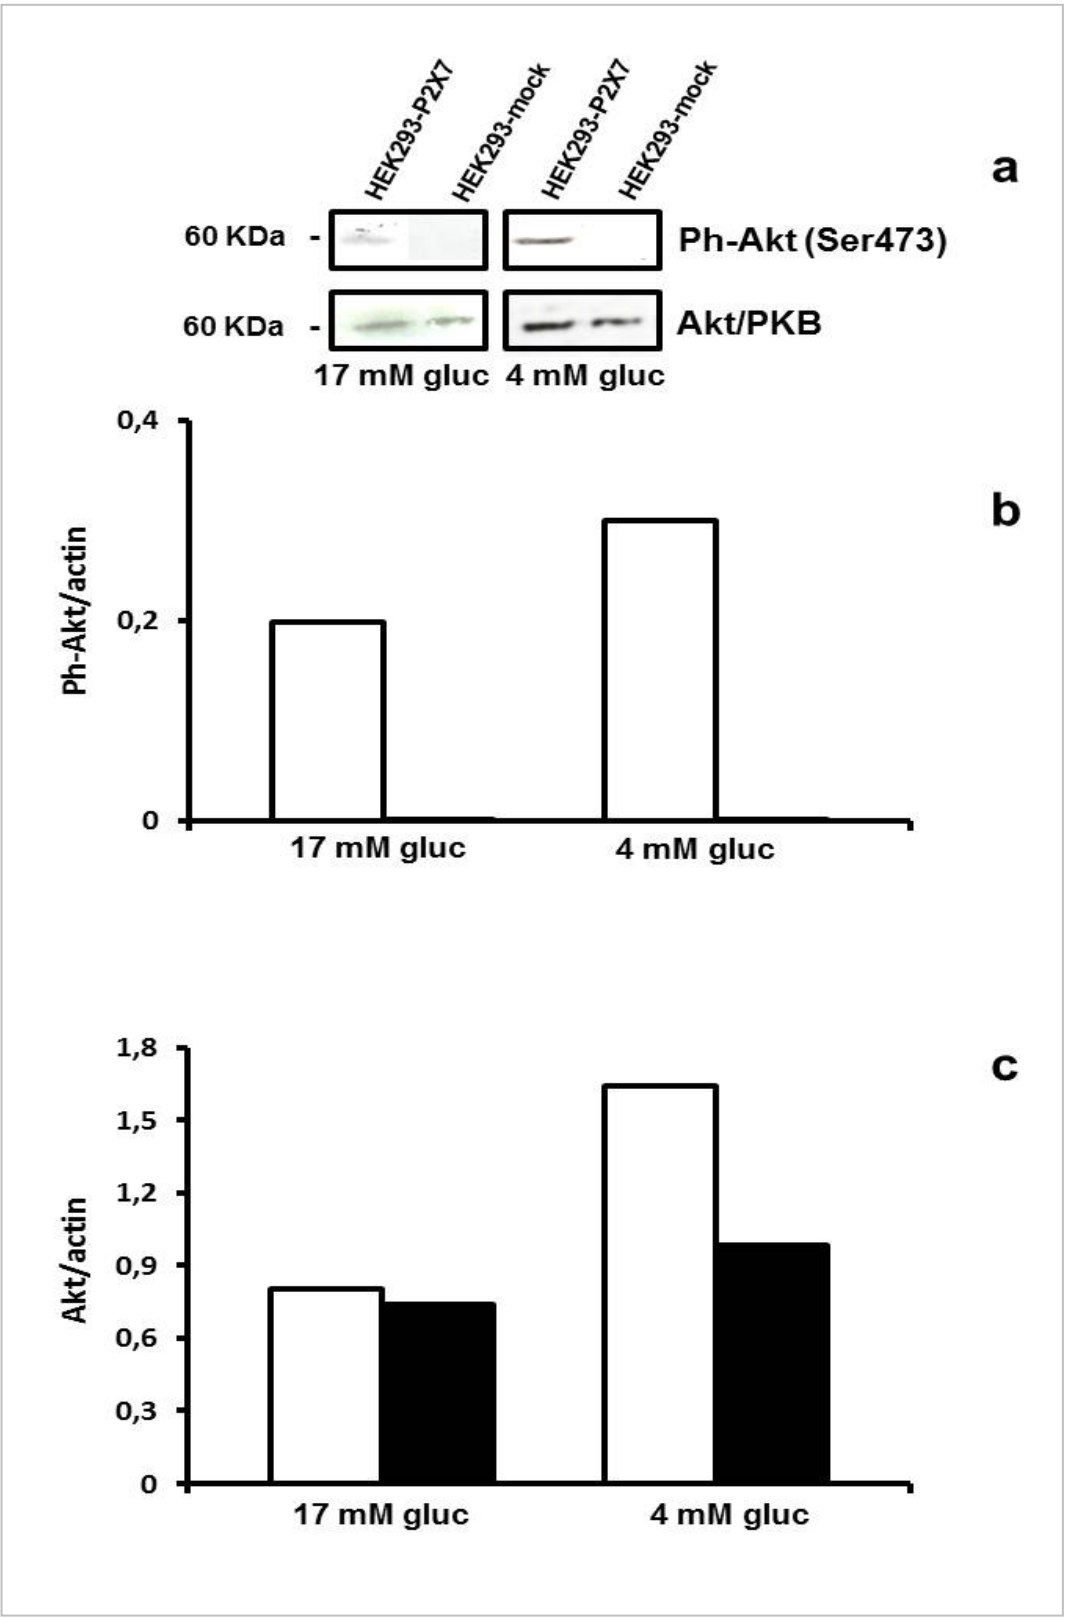 HEK293-P2X7 HEK293-mock HEK293-P2X7 HEK293-mock
a
60 KDa - Ph-Akt (Ser473)
60 KDa - Akt/PKB
17 mM gluc 4 mM gluc
0,4
b
Ph-Akt/actin
0,2
0
17 mM gluc 4 mM gluc
1,8
c
1,5
1,2
Akt/actin
0,9
0,6
0,3
0
17 mM gluc 4 mM gluc